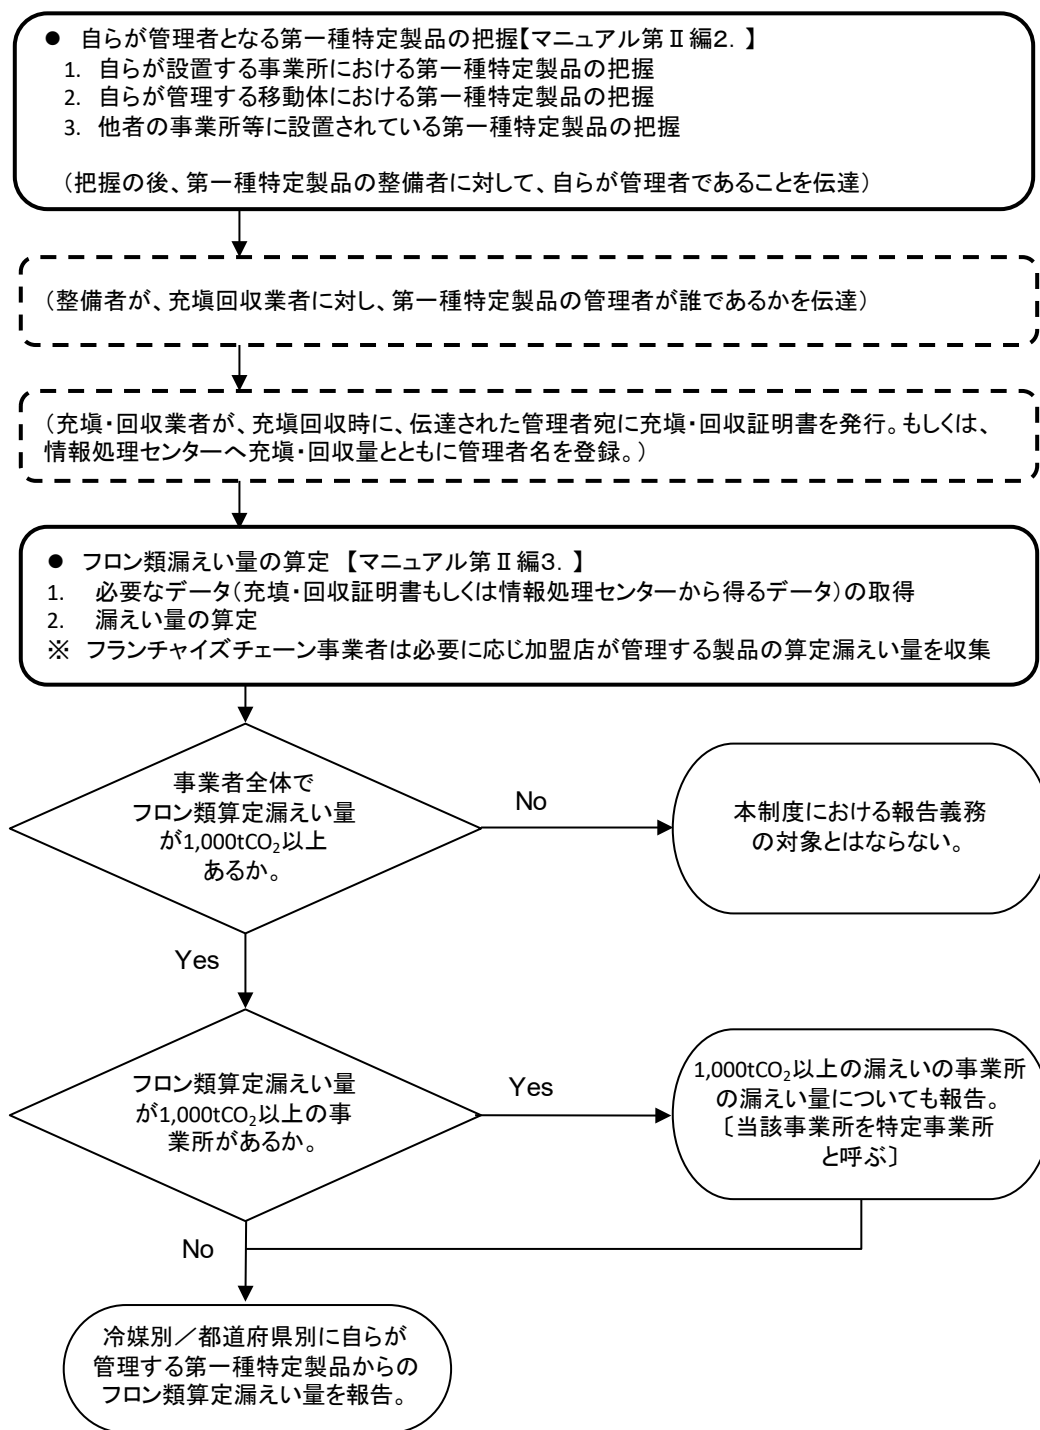 ● 自らが管理者となる第一種特定製品の把握【マニュアル第Ⅱ編2．】
1. 自らが設置する事業所における第一種特定製品の把握
2. 自らが管理する移動体における第一種特定製品の把握
3. 他者の事業所等に設置されている第一種特定製品の把握
（把握の後、第一種特定製品の整備者に対して、自らが管理者であることを伝達）
（整備者が、充塡回収業者に対し、第一種特定製品の管理者が誰であるかを伝達）
（充塡・回収業者が、充塡回収時に、伝達された管理者宛に充塡・回収証明書を発行。もしくは、
情報処理センターへ充塡・回収量とともに管理者名を登録。）
● フロン類漏えい量の算定 【マニュアル第Ⅱ編3．】
1. 必要なデータ（充塡・回収証明書もしくは情報処理センターから得るデータ）の取得
2. 漏えい量の算定
※ フランチャイズチェーン事業者は必要に応じ加盟店が管理する製品の算定漏えい量を収集
事業者全体で
フロン類算定漏えい量
が1,000tCO₂以上
あるか。
No
本制度における報告義務
の対象とはならない。
Yes
フロン類算定漏えい量
が1,000tCO₂以上の事
業所があるか。
Yes
1,000tCO₂以上の漏えいの事業所
の漏えい量についても報告。
〔当該事業所を特定事業所
と呼ぶ〕
No
冷媒別／都道府県別に自らが
管理する第一種特定製品からの
フロン類算定漏えい量を報告。